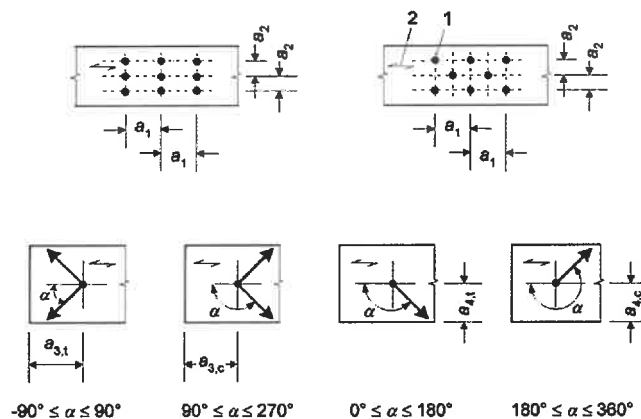 2 1
a₂ a₂ a₂ a₂
a₁ a₁
a₁ a₁
α α α α
a₄,t a₄,c
a₃,t a₃,c
-90° ≤ α ≤ 90° 90° ≤ α ≤ 270° 0° ≤ α ≤ 180° 180° ≤ α ≤ 360°